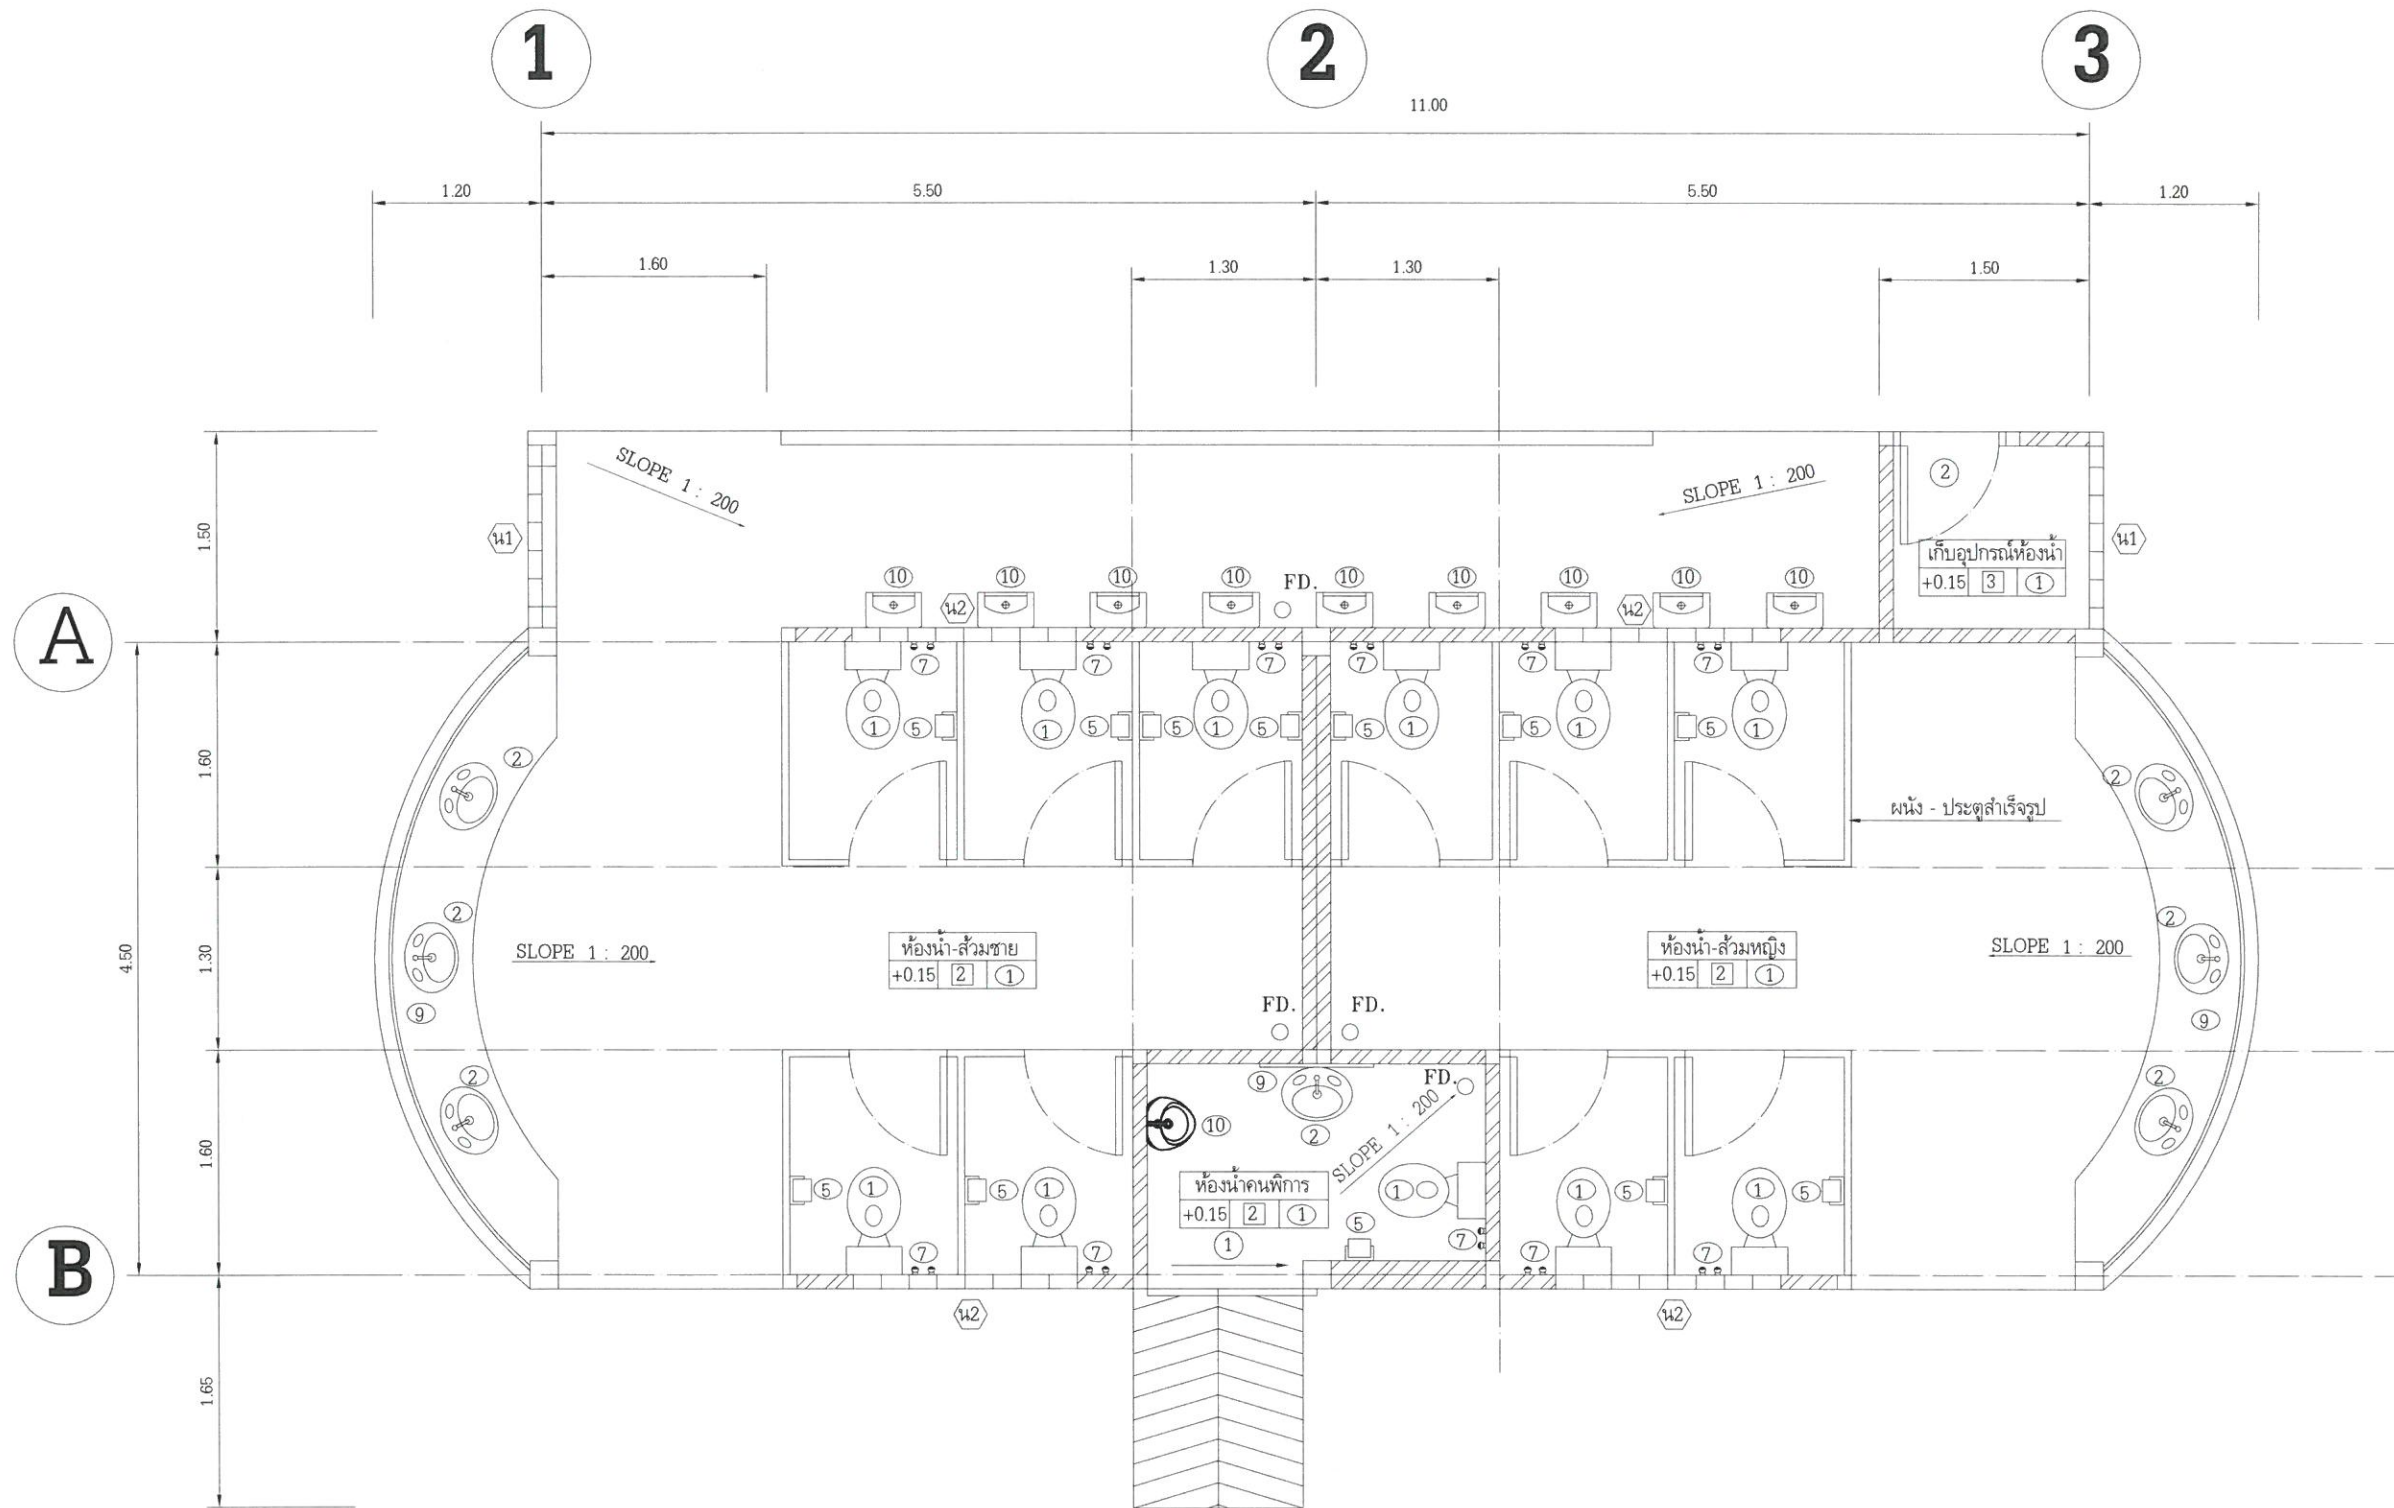 1 2 3
11.00
1.20 5.50 5.50 1.20
1.60 1.30 1.30 1.50
SLOPE 1 : 200
SLOPE 1 : 200
2
1.50
น1
น1
เก็บอุปกรณ์ห้องน้ำ
+0.15 3 1
10 10 10 10 FD. 10 10 10 10 10
น2 น2
A
7 7 7 7 7 7
1 5 1 5 5 1 5 5 1 5 1 5 1
2 2
1.60
ผนัง - ประตูสำเร็จรูป
2 2
4.50
1.30
SLOPE 1 : 200
ห้องน้ำ-ส้วมชาย
+0.15 2 1
ห้องน้ำ-ส้วมหญิง
+0.15 2 1
SLOPE 1 : 200
9 9
FD. FD.
2 9 FD. 2
10 2
SLOPE 1 : 200
1.60
ห้องน้ำคนพิการ
+0.15 2 1
5 1 5 1 1 1 5 1 5
5
1
7 7 7 7 7
B
น2 น2
1.65